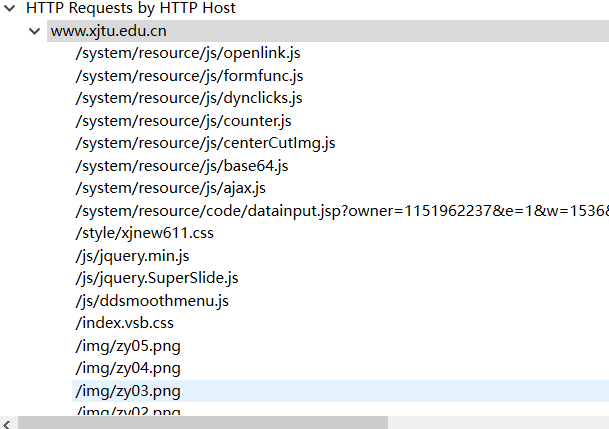 HTTP Requests by HTTP Host
www.xjtu.edu.cn
/system/resource/js/openlink.js
/system/resource/js/formfunc.js
/system/resource/js/dynclicks.js
/system/resource/js/counter.js
/system/resource/js/centerCutImg.js
/system/resource/js/base64.js
/system/resource/js/ajax.js
/system/resource/code/datainput.jsp?owner=1151962237&e=1&w=1536&
/style/xjnew611.css
/js/jquery.min.js
/js/jquery.SuperSlide.js
/js/ddsmoothmenu.js
/index.vsb.css
/img/zy05.png
/img/zy04.png
/img/zy03.png
/img/zy02.png